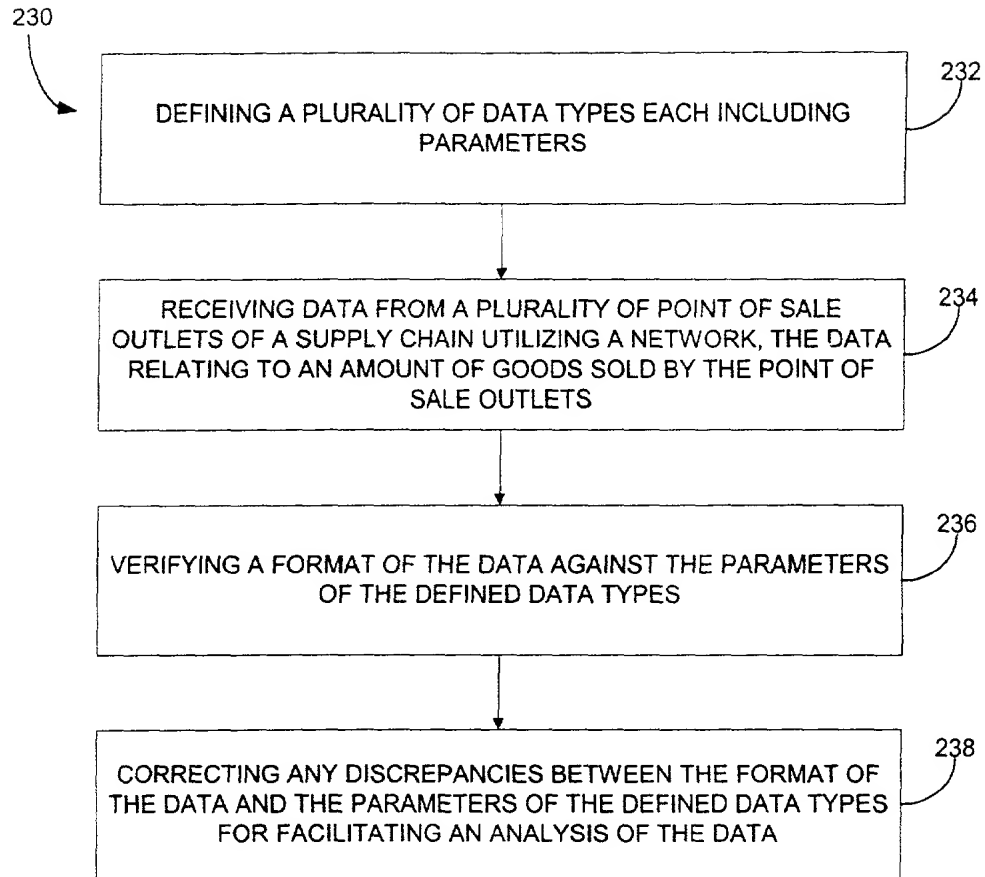 230
232
DEFINING A PLURALITY OF DATA TYPES EACH INCLUDING
PARAMETERS
234
RECEIVING DATA FROM A PLURALITY OF POINT OF SALE
OUTLETS OF A SUPPLY CHAIN UTILIZING A NETWORK, THE DATA
RELATING TO AN AMOUNT OF GOODS SOLD BY THE POINT OF
SALE OUTLETS
236
VERIFYING A FORMAT OF THE DATA AGAINST THE PARAMETERS
OF THE DEFINED DATA TYPES
238
CORRECTING ANY DISCREPANCIES BETWEEN THE FORMAT OF
THE DATA AND THE PARAMETERS OF THE DEFINED DATA TYPES
FOR FACILITATING AN ANALYSIS OF THE DATA